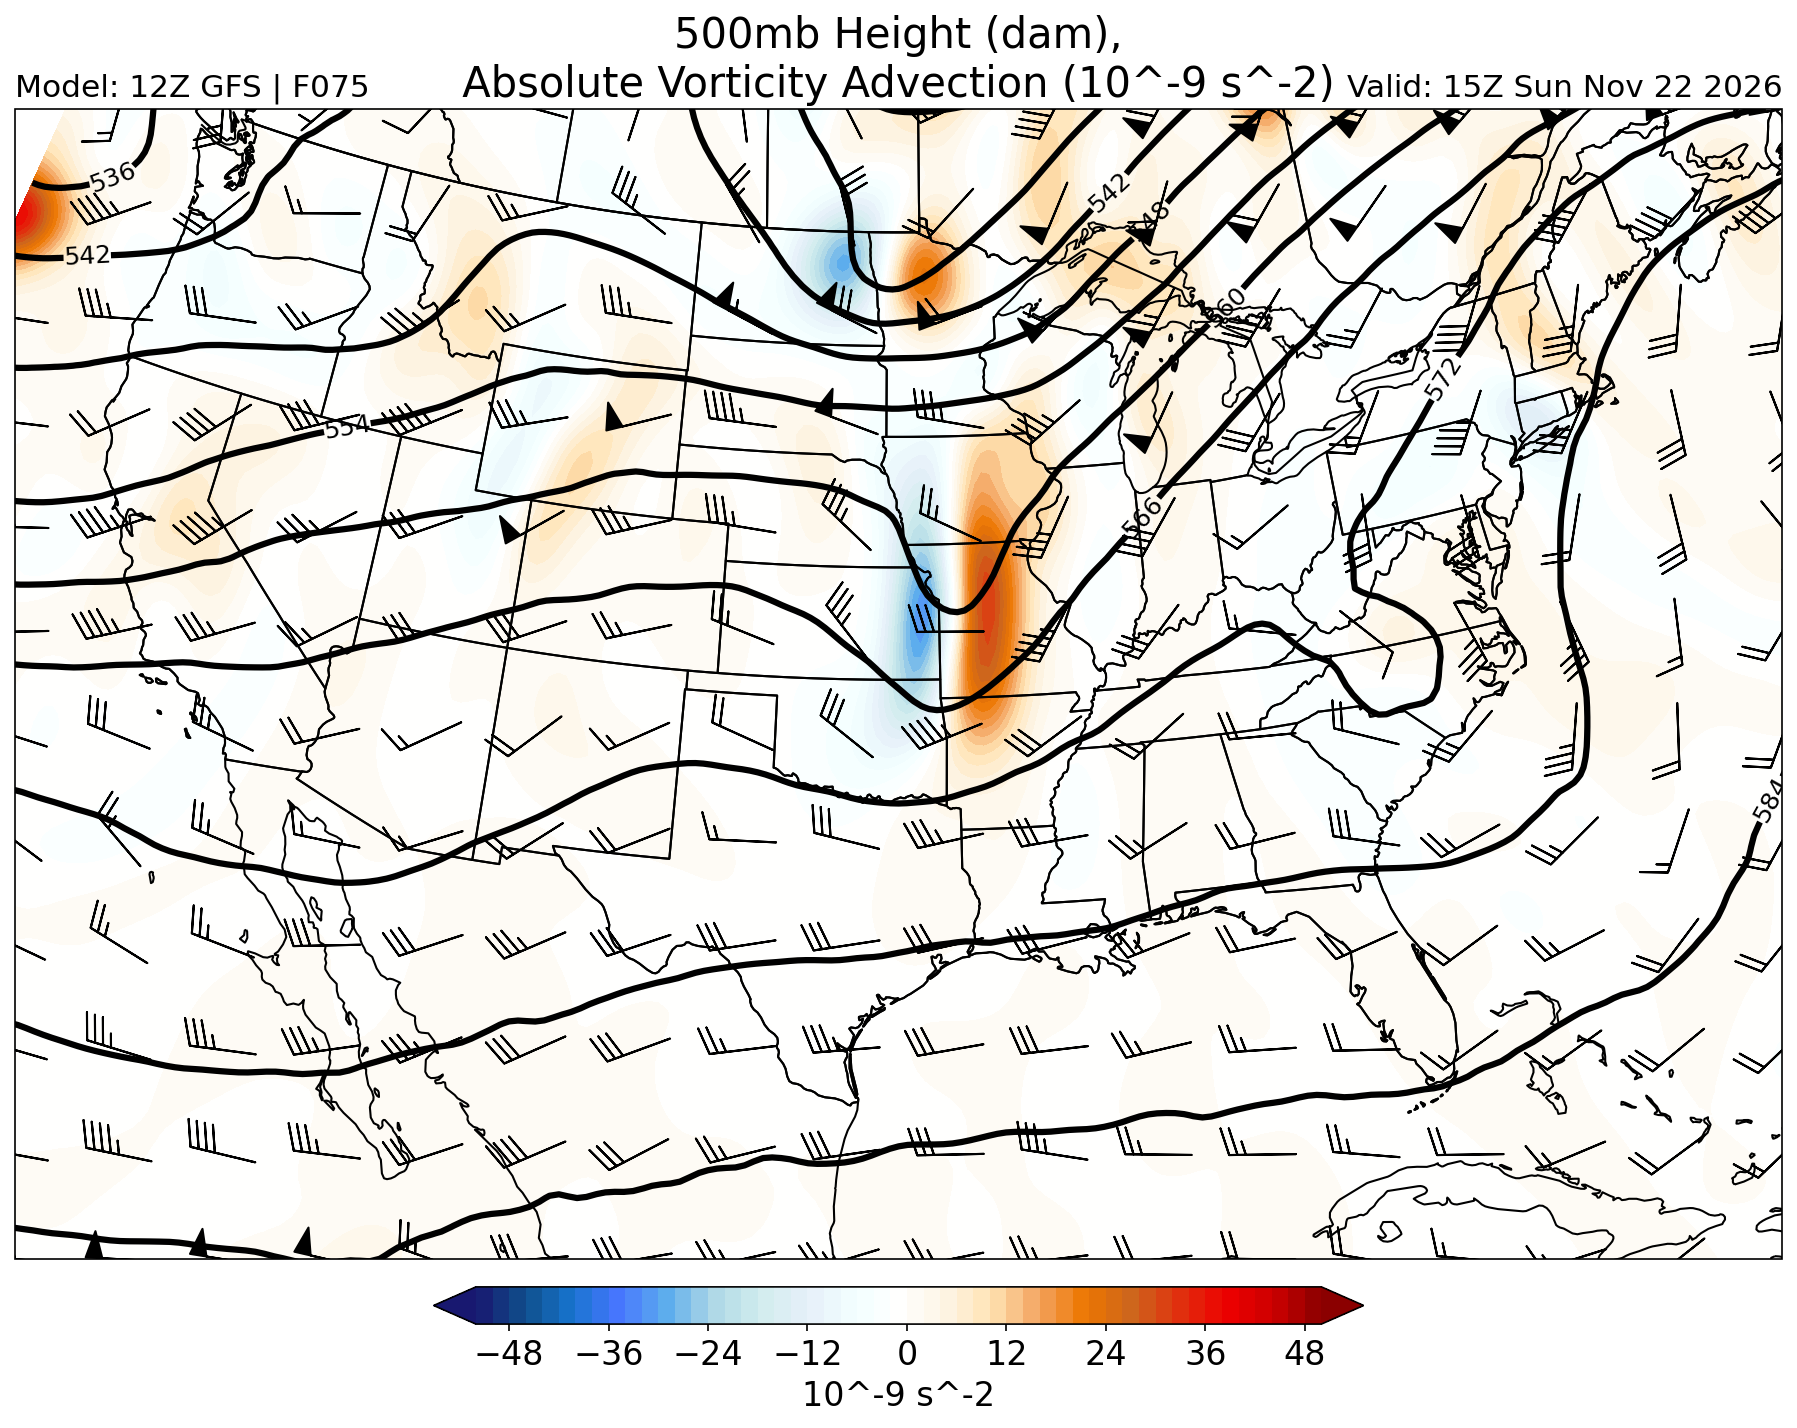 500mb Height (dam),
Model: 12Z GFS | F075
Absolute Vorticity Advection (10^-9 s^-2)
Valid: 15Z Sun Nov 22 2026
536
542
542
548
560
554
572
566
584
−48 −36 −24 −12 0 12 24 36 48
10^-9 s^-2